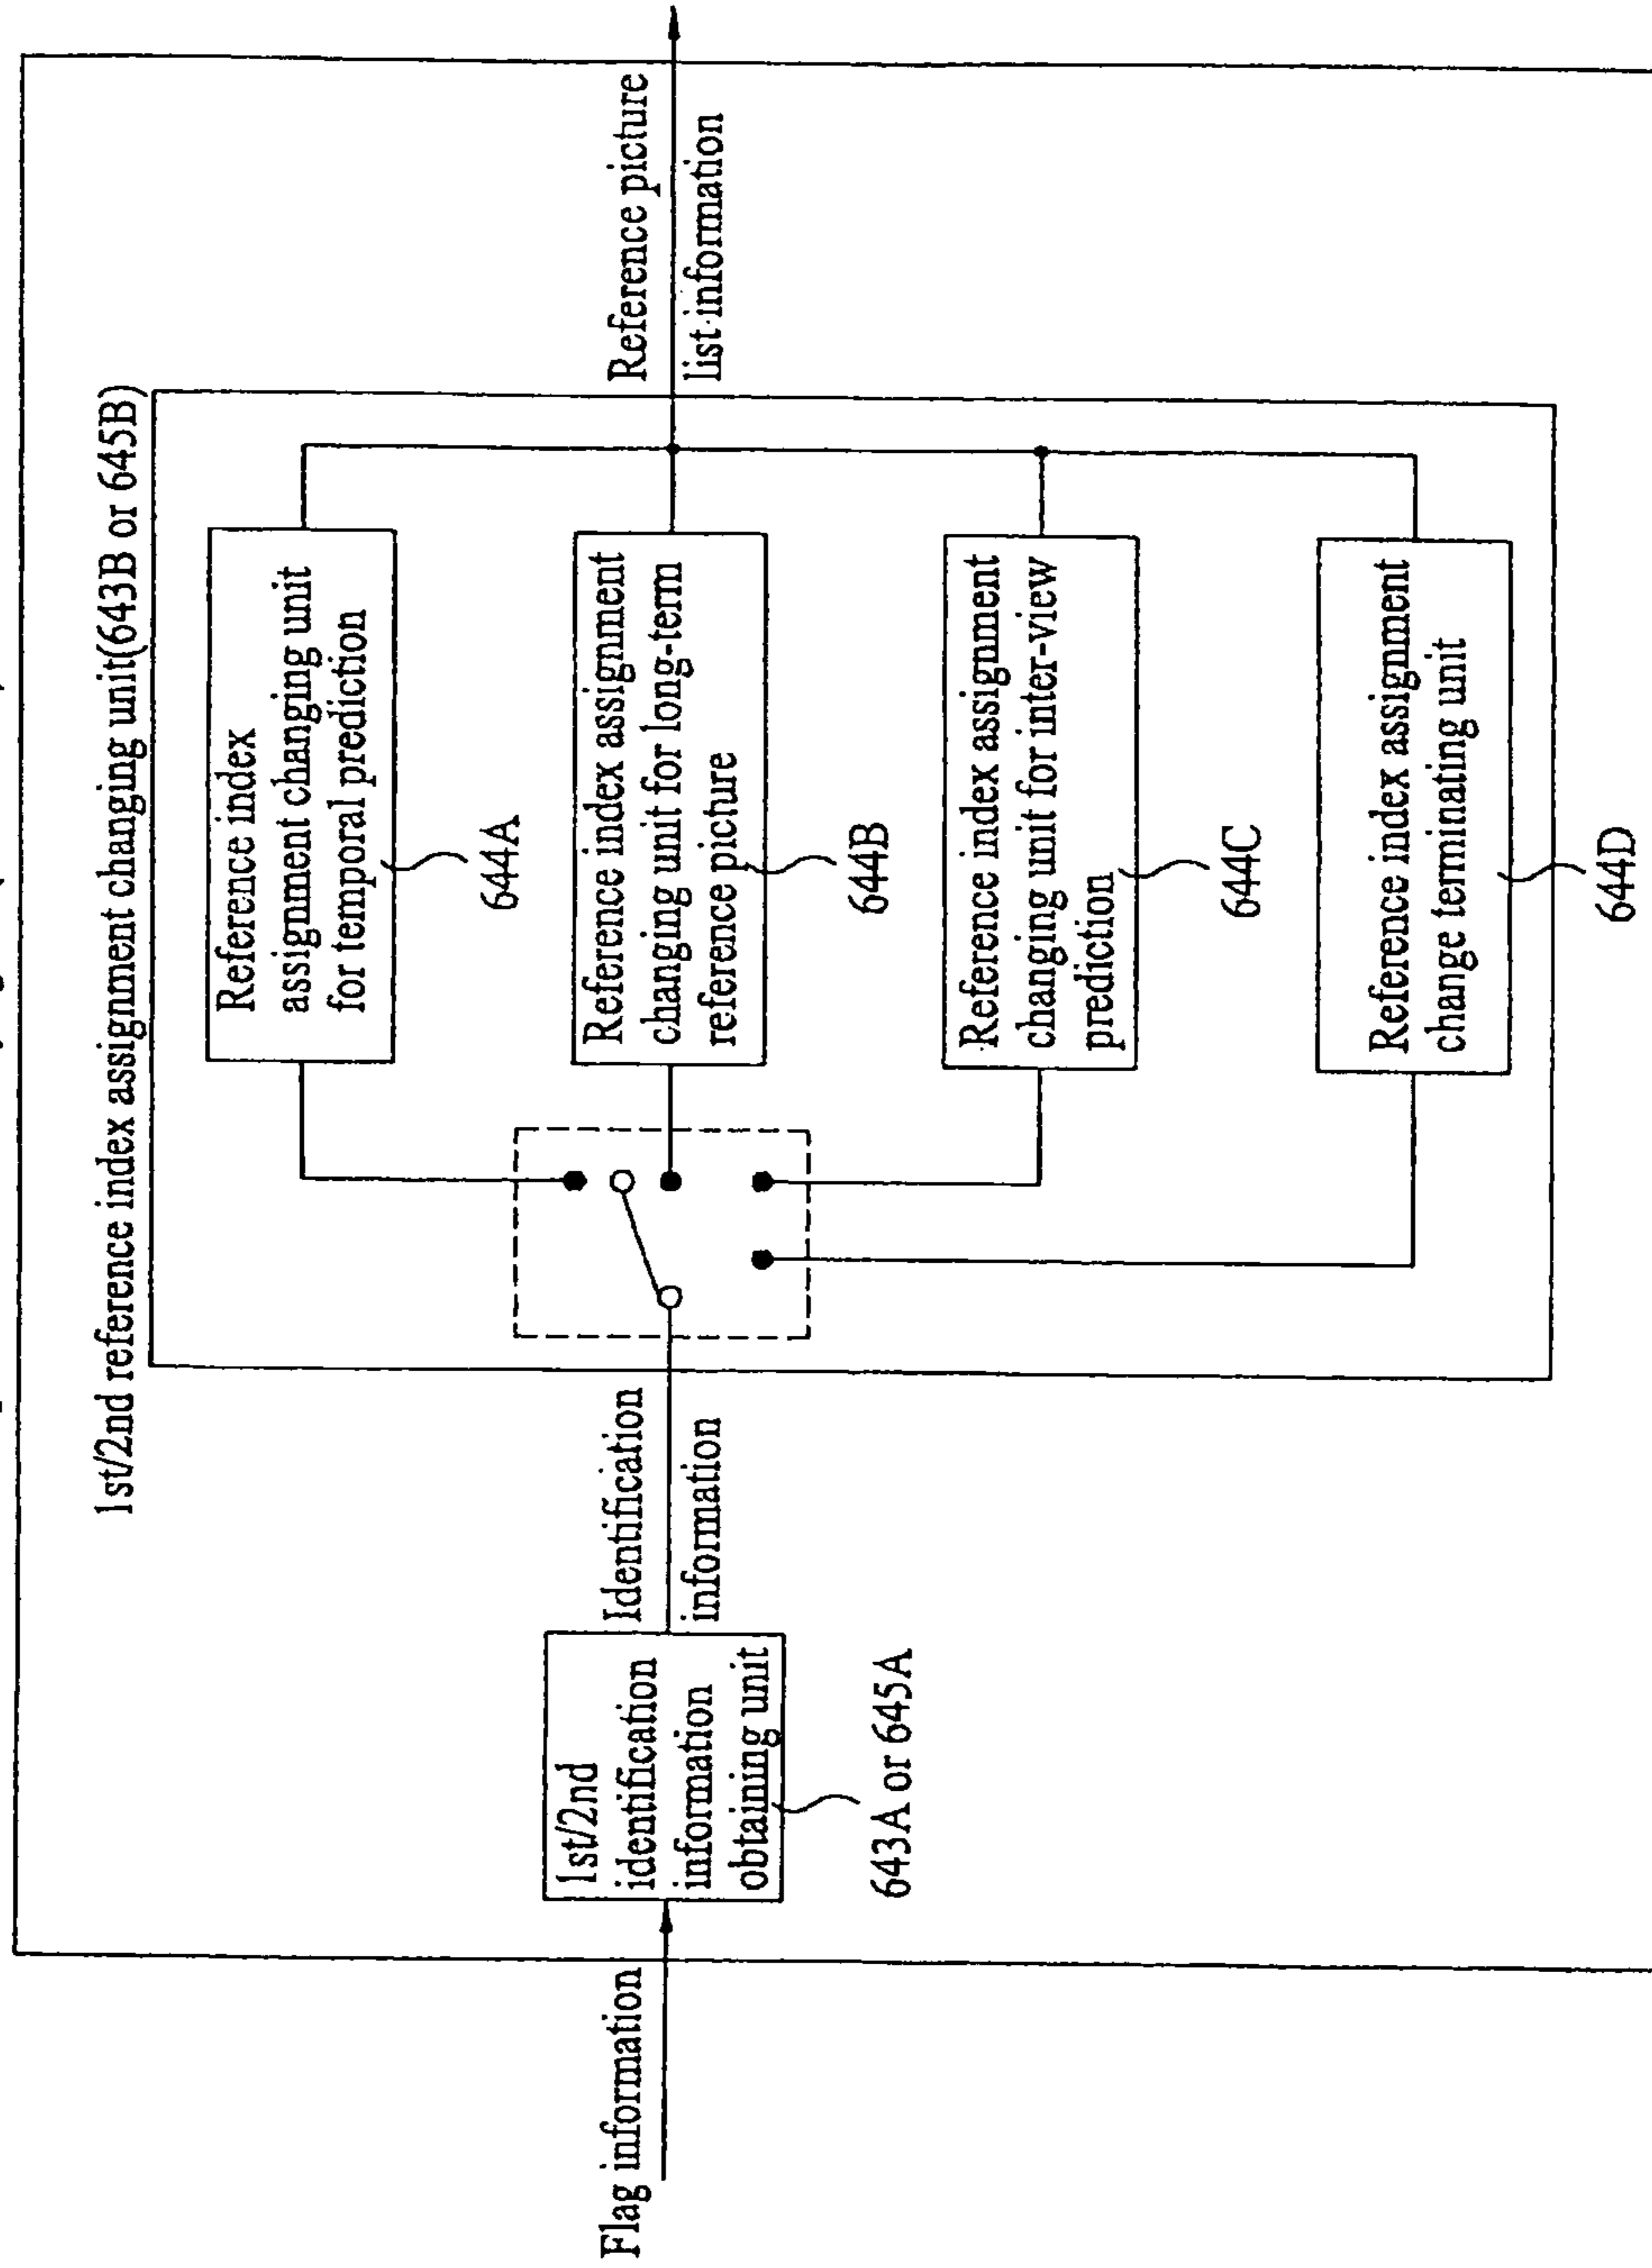 1st/2nd reference index assignment changing unit(643B or 645B)
Flag information
1st/2nd
identification
information
obtaining unit
643A or 645A
Identification
information
Reference index
assignment changing unit
for temporal prediction
644A
Reference index assignment
changing unit for long-term
reference picture
644B
Reference index assignment
changing unit for inter-view
prediction
644C
Reference index assignment
change terminating unit
644D
Reference picture
list information